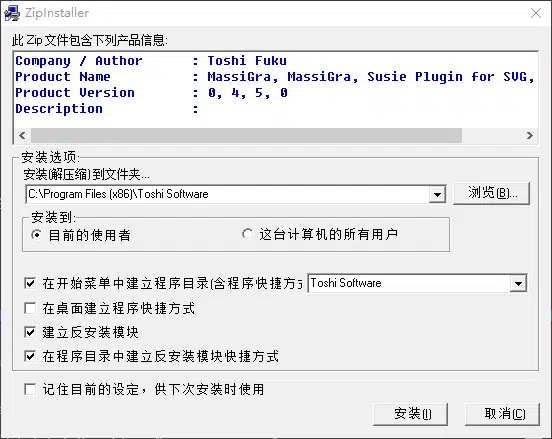 ZipInstaller
此 Zip 文件包含下列产品信息:
Company / Author : Toshi Fuku
Product Name : MassiGra, MassiGra, Susie Plugin for SVG,
Product Version : 0, 4, 5, 0
Description :
安装选项:
安装(解压缩)到文件夹...
C:\Program Files (x86)\Toshi Software
浏览(B)...
安装到:
目前的使用者 这台计算机的所有用户
在开始菜单中建立程序目录(含程序快捷方式 Toshi Software
在桌面建立程序快捷方式
建立反安装模块
在程序目录中建立反安装模块快捷方式
记住目前的设定，供下次安装时使用
安装(I) 取消(C)